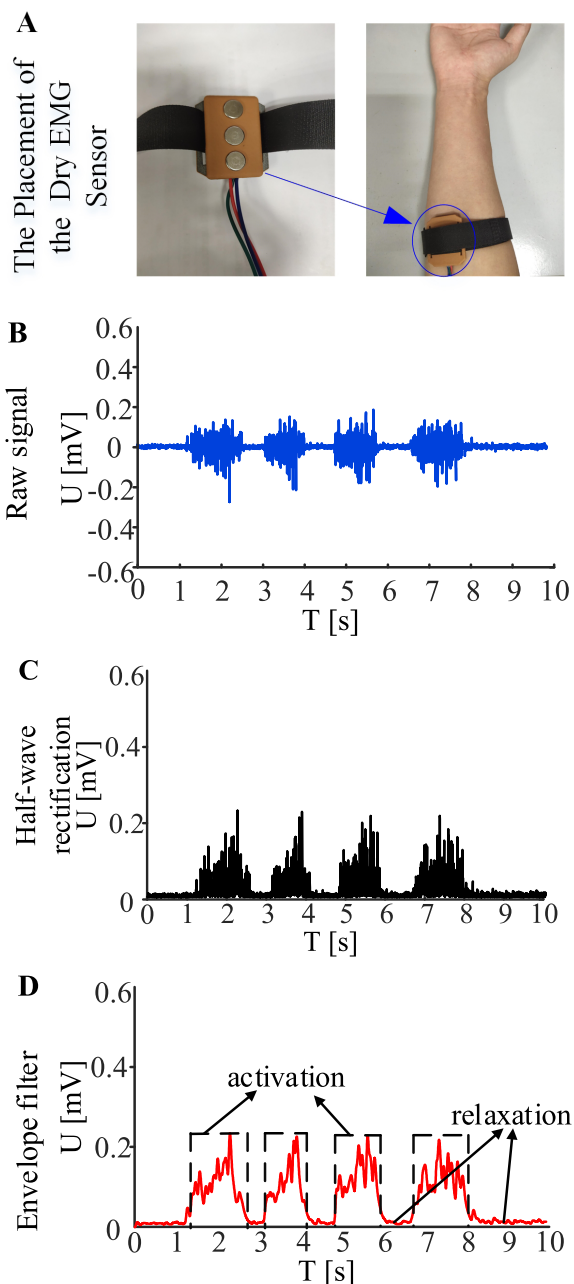 A
The Placement of
the Dry EMG
Sensor
B
Raw signal
U [mV]
0.6
0.4
0.2
0
-0.2
-0.4
-0.6
0 1 2 3 4 5 6 7 8 9 10
T [s]
C
Half-wave
rectification
U [mV]
0.6
0.4
0.2
0
0 1 2 3 4 5 6 7 8 9 10
T [s]
D
Envelope filter
U [mV]
0.6
0.4
0.2
0
activation
relaxation
0 1 2 3 4 5 6 7 8 9 10
T [s]